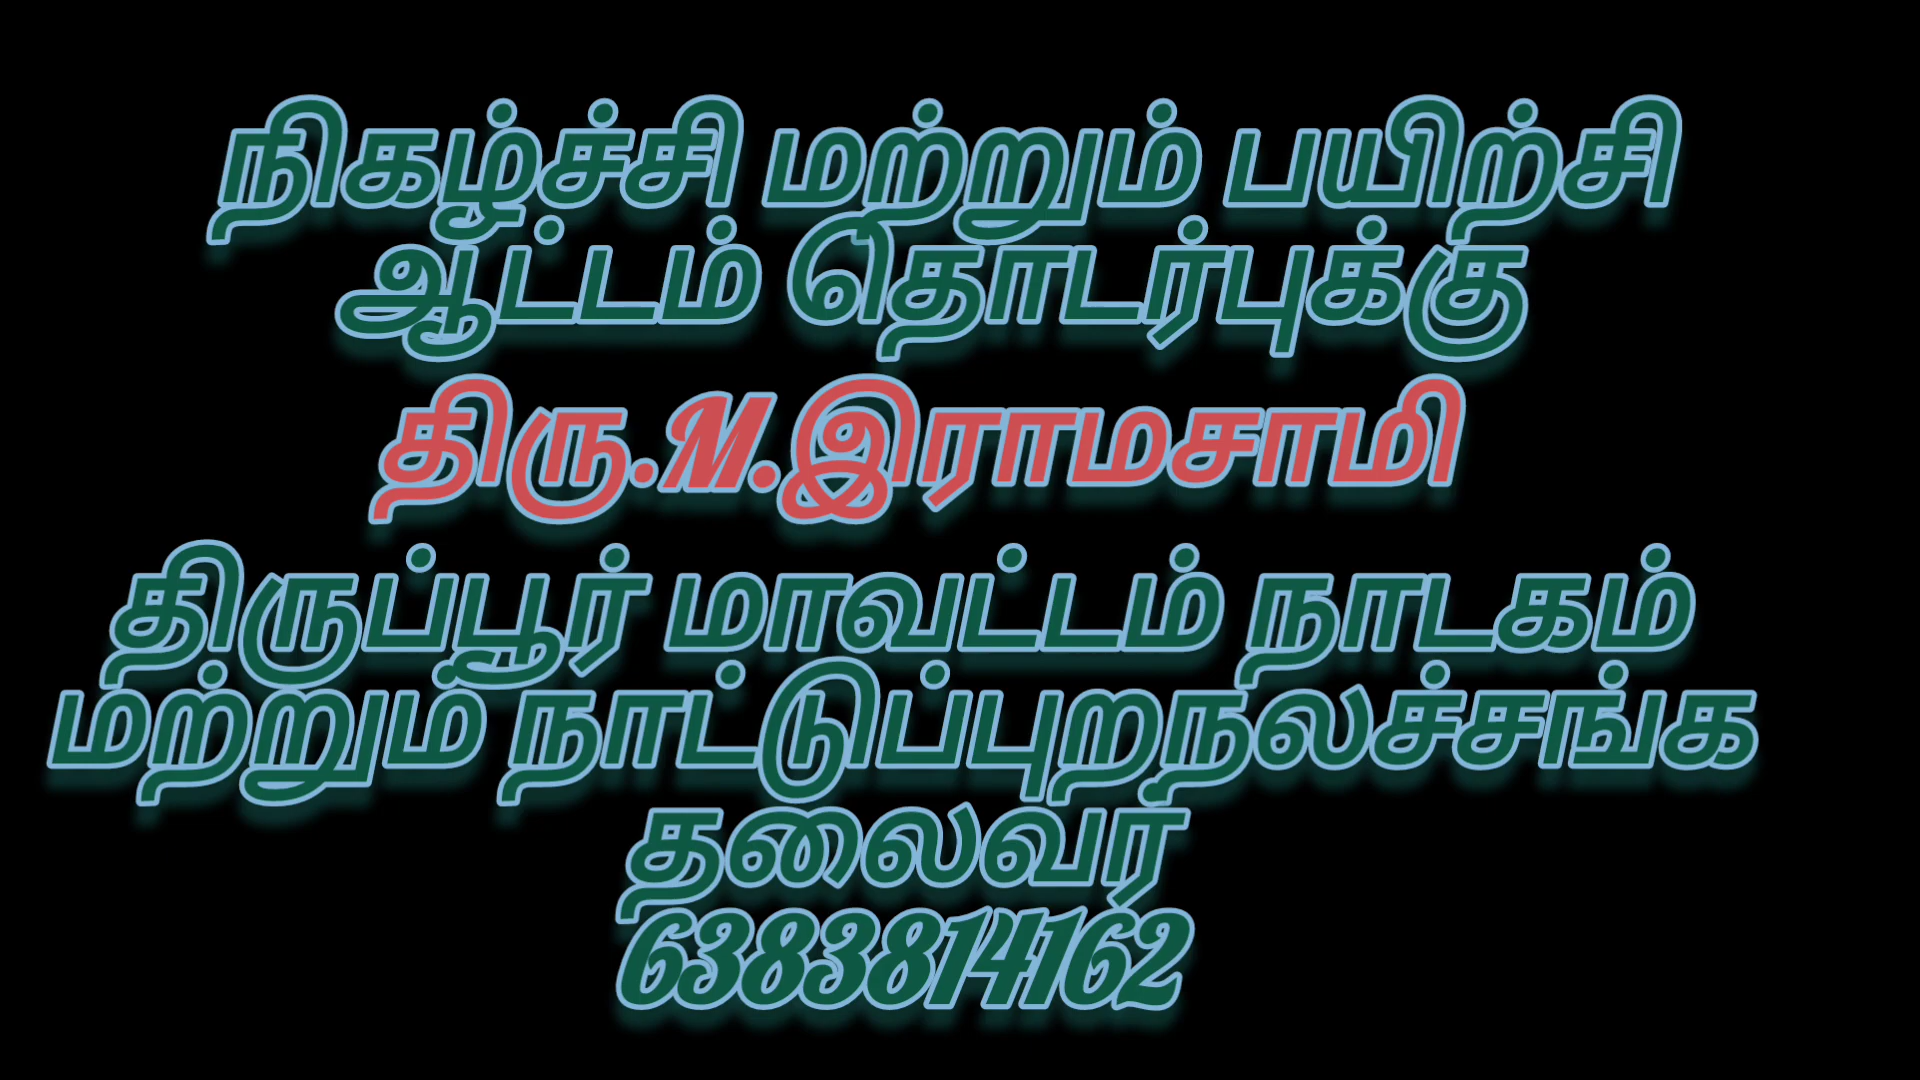 நிகழ்ச்சி மற்றும் பயிற்சி
ஆட்டம் தொடர்புக்கு
திரு.M.இராமசாமி
திருப்பூர் மாவட்டம் நாடகம்
மற்றும் நாட்டுப்புறநலச்சங்க
தலைவர்
6383814162